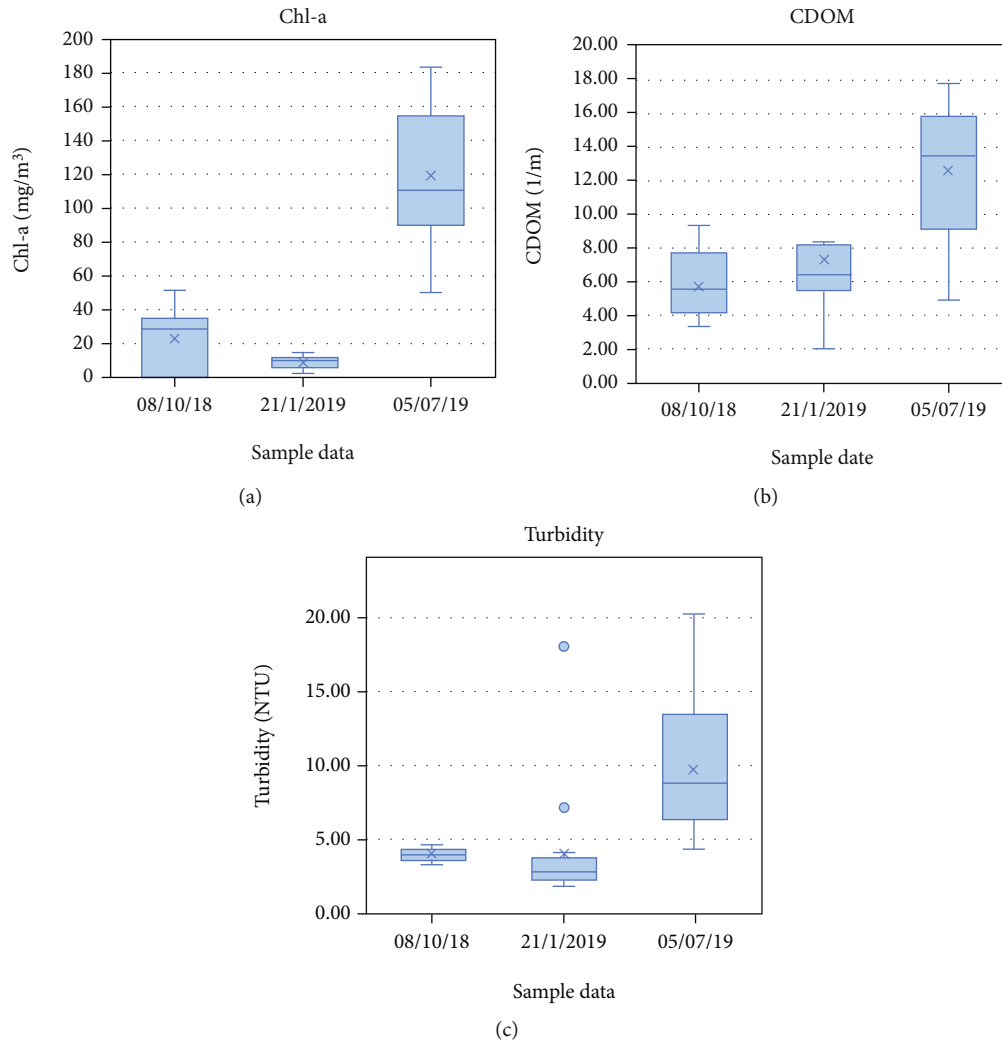 Chl-a
200
180
160
140
120
100
80
60
40
20
0
Chl-a (mg/m³)
08/10/18 21/1/2019 05/07/19
Sample data
(a)
CDOM
20.00
18.00
16.00
14.00
12.00
10.00
8.00
6.00
4.00
2.00
0.00
CDOM (1/m)
08/10/18 21/1/2019 05/07/19
Sample date
(b)
Turbidity
20.00
15.00
10.00
5.00
0.00
Turbidity (NTU)
08/10/18 21/1/2019 05/07/19
Sample data
(c)